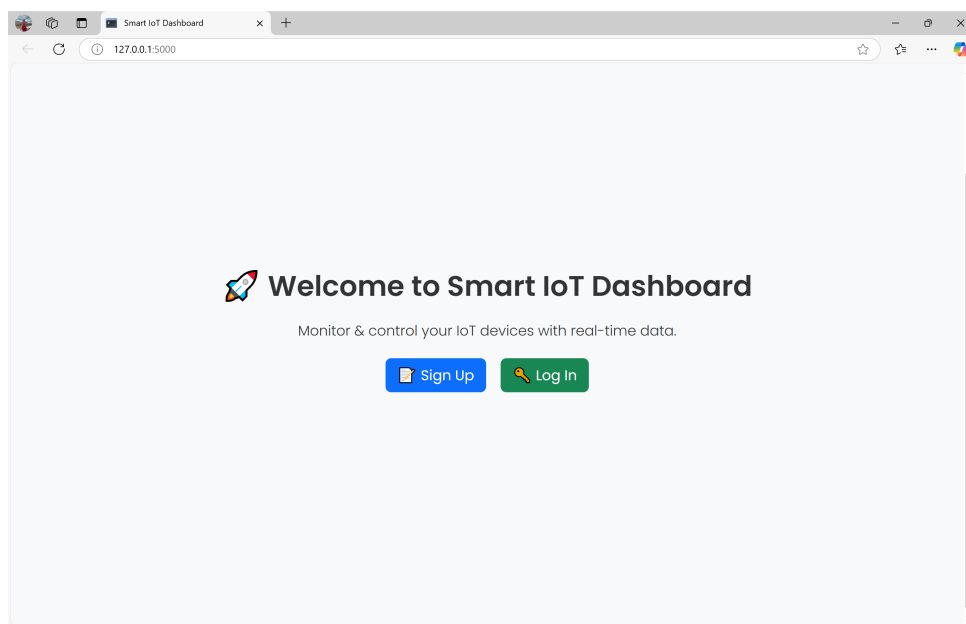 Smart IoT Dashboard
127.0.0.1:5000
🚀 Welcome to Smart IoT Dashboard
Monitor & control your IoT devices with real-time data.
📝 Sign Up
🔑 Log In